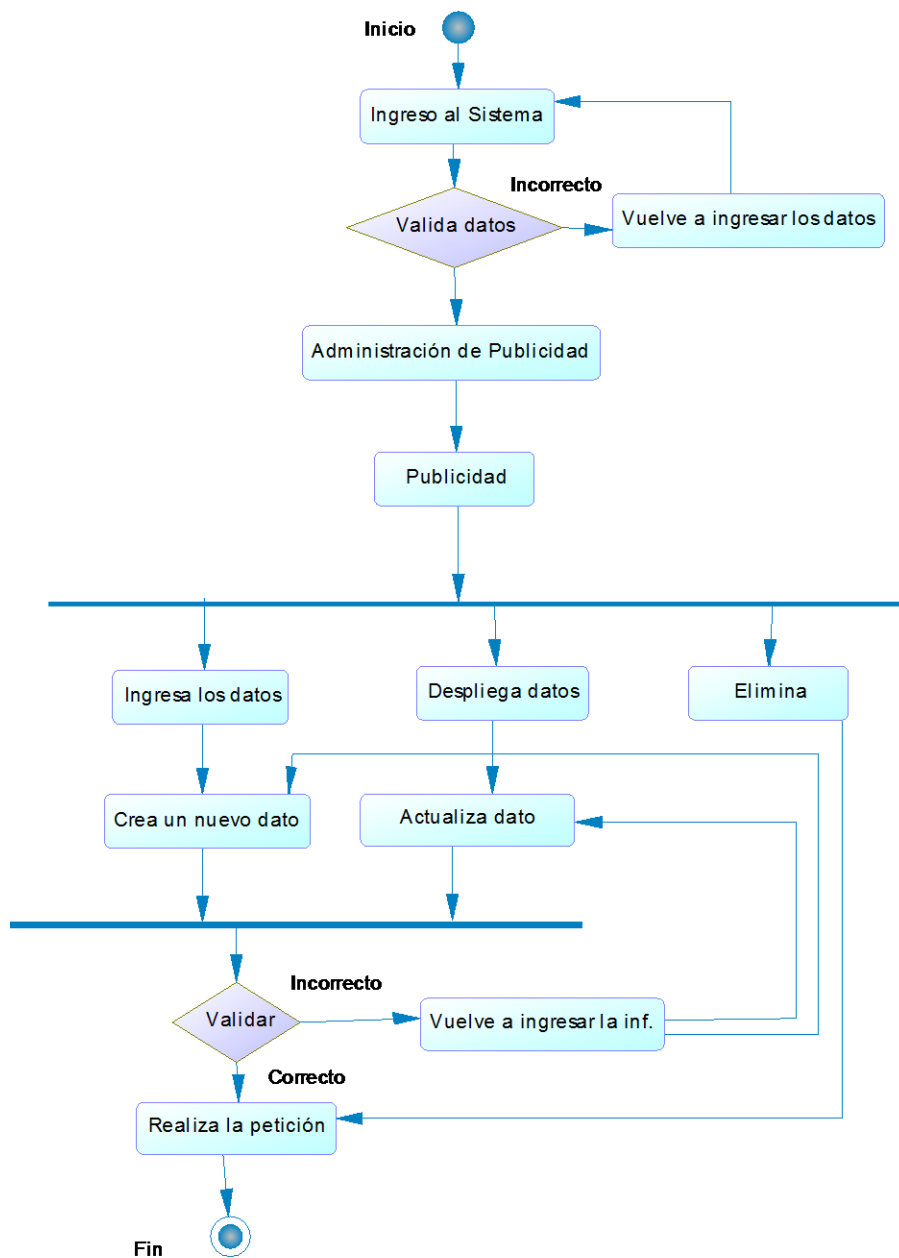 Inicio
Ingreso al Sistema
Incorrecto
Valida datos
Vuelve a ingresar los datos
Administración de Publicidad
Publicidad
Ingresa los datos
Despliega datos
Elimina
Crea un nuevo dato
Actualiza dato
Incorrecto
Validar
Vuelve a ingresar la inf.
Correcto
Realiza la petición
Fin